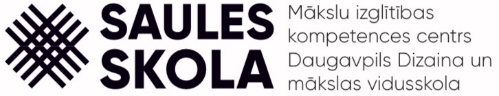 SAULES
SKOLA
Mākslu izglītības
kompetences centrs
Daugavpils Dizaina un
mākslas vidusskola